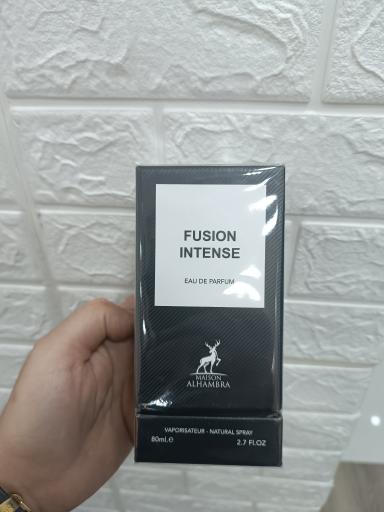 FUSION
INTENSE
EAU DE PARFUM
MAISON
ALHAMBRA
VAPORISATEUR - NATURAL SPRAY
80ml.℮
2.7 Fl.OZ